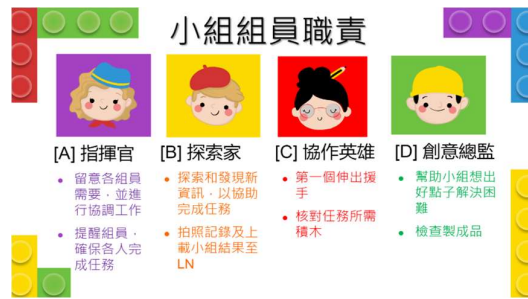 小組組員職責
[A] 指揮官
• 留意各組員
需要，並進
行協調工作
• 提醒組員，
確保各人完
成任務
[B] 探索家
• 探索和發現新
資訊，以協助
完成任務
• 拍照記錄及上
載小組結果至
LN
[C] 協作英雄
• 第一個伸出援
手
• 核對任務所需
積木
[D] 創意總監
• 幫助小組想出
好點子解決困
難
• 檢查製成品